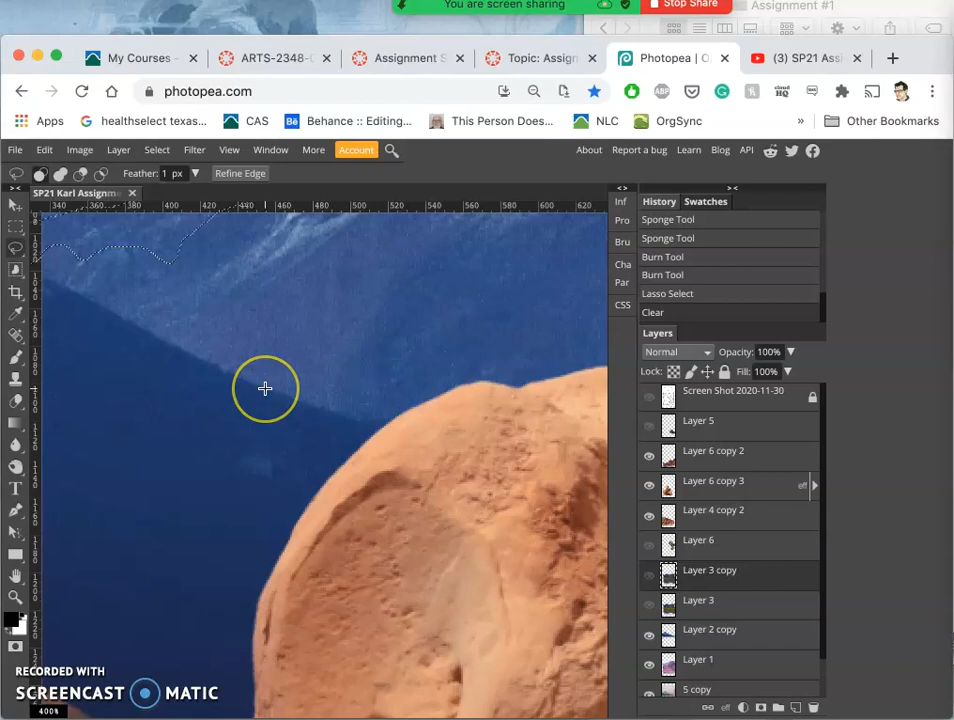 You are screen sharing
Stop Share
Assignment #1
My Courses -
ARTS-2348-
Assignment S
Topic: Assign
Photopea | O
(3) SP21 Ass
photopea.com
Apps
healthselect texas...
CAS
Behance :: Editing...
This Person Does...
NLC
OrgSync
»
Other Bookmarks
File Edit Image Layer Select Filter View Window More Account
About Report a bug Learn Blog API
Feather: 1 px Refine Edge
SP21 Karl Assignme
340 360 380 400 420 440 460 480 500 520 540 560 580 600 620
Inf
Pro
Bru
Cha
Par
CSS
History Swatches
Sponge Tool
Sponge Tool
Burn Tool
Burn Tool
Lasso Select
Clear
Layers
Normal Opacity: 100%
Lock: Fill: 100%
Screen Shot 2020-11-30
Layer 5
Layer 6 copy 2
Layer 6 copy 3 eff
Layer 4 copy 2
Layer 6
Layer 3 copy
Layer 3
Layer 2 copy
Layer 1
5 copy
eff
RECORDED WITH
SCREENCAST MATIC
400%